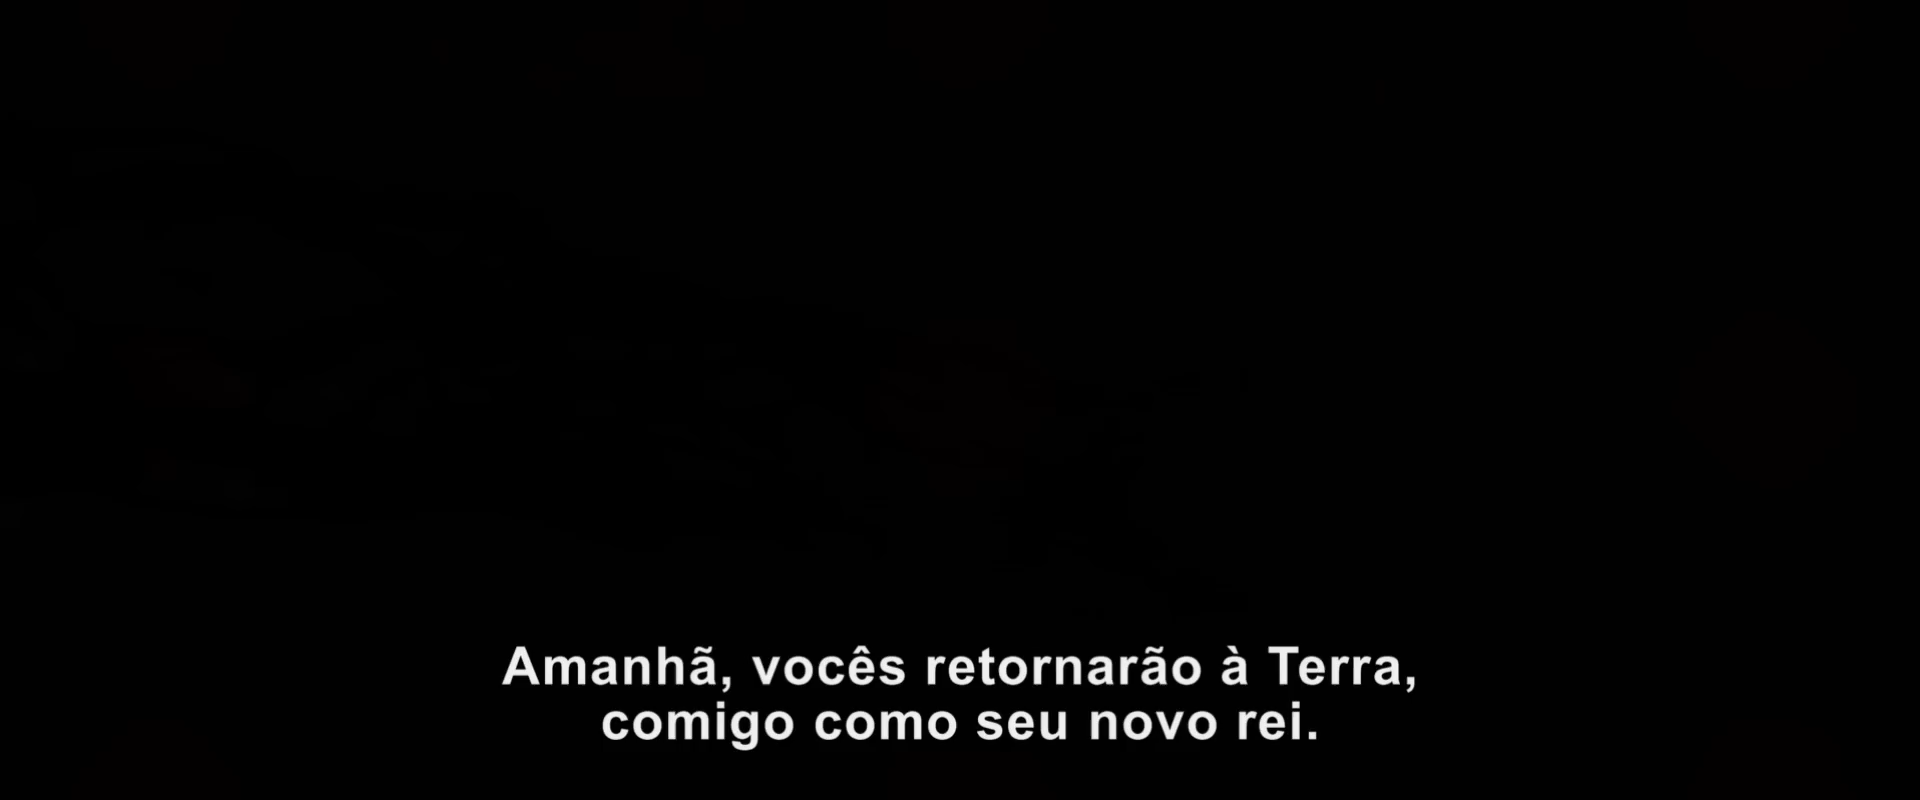 Amanhã, vocês retornarão à Terra,
comigo como seu novo rei.